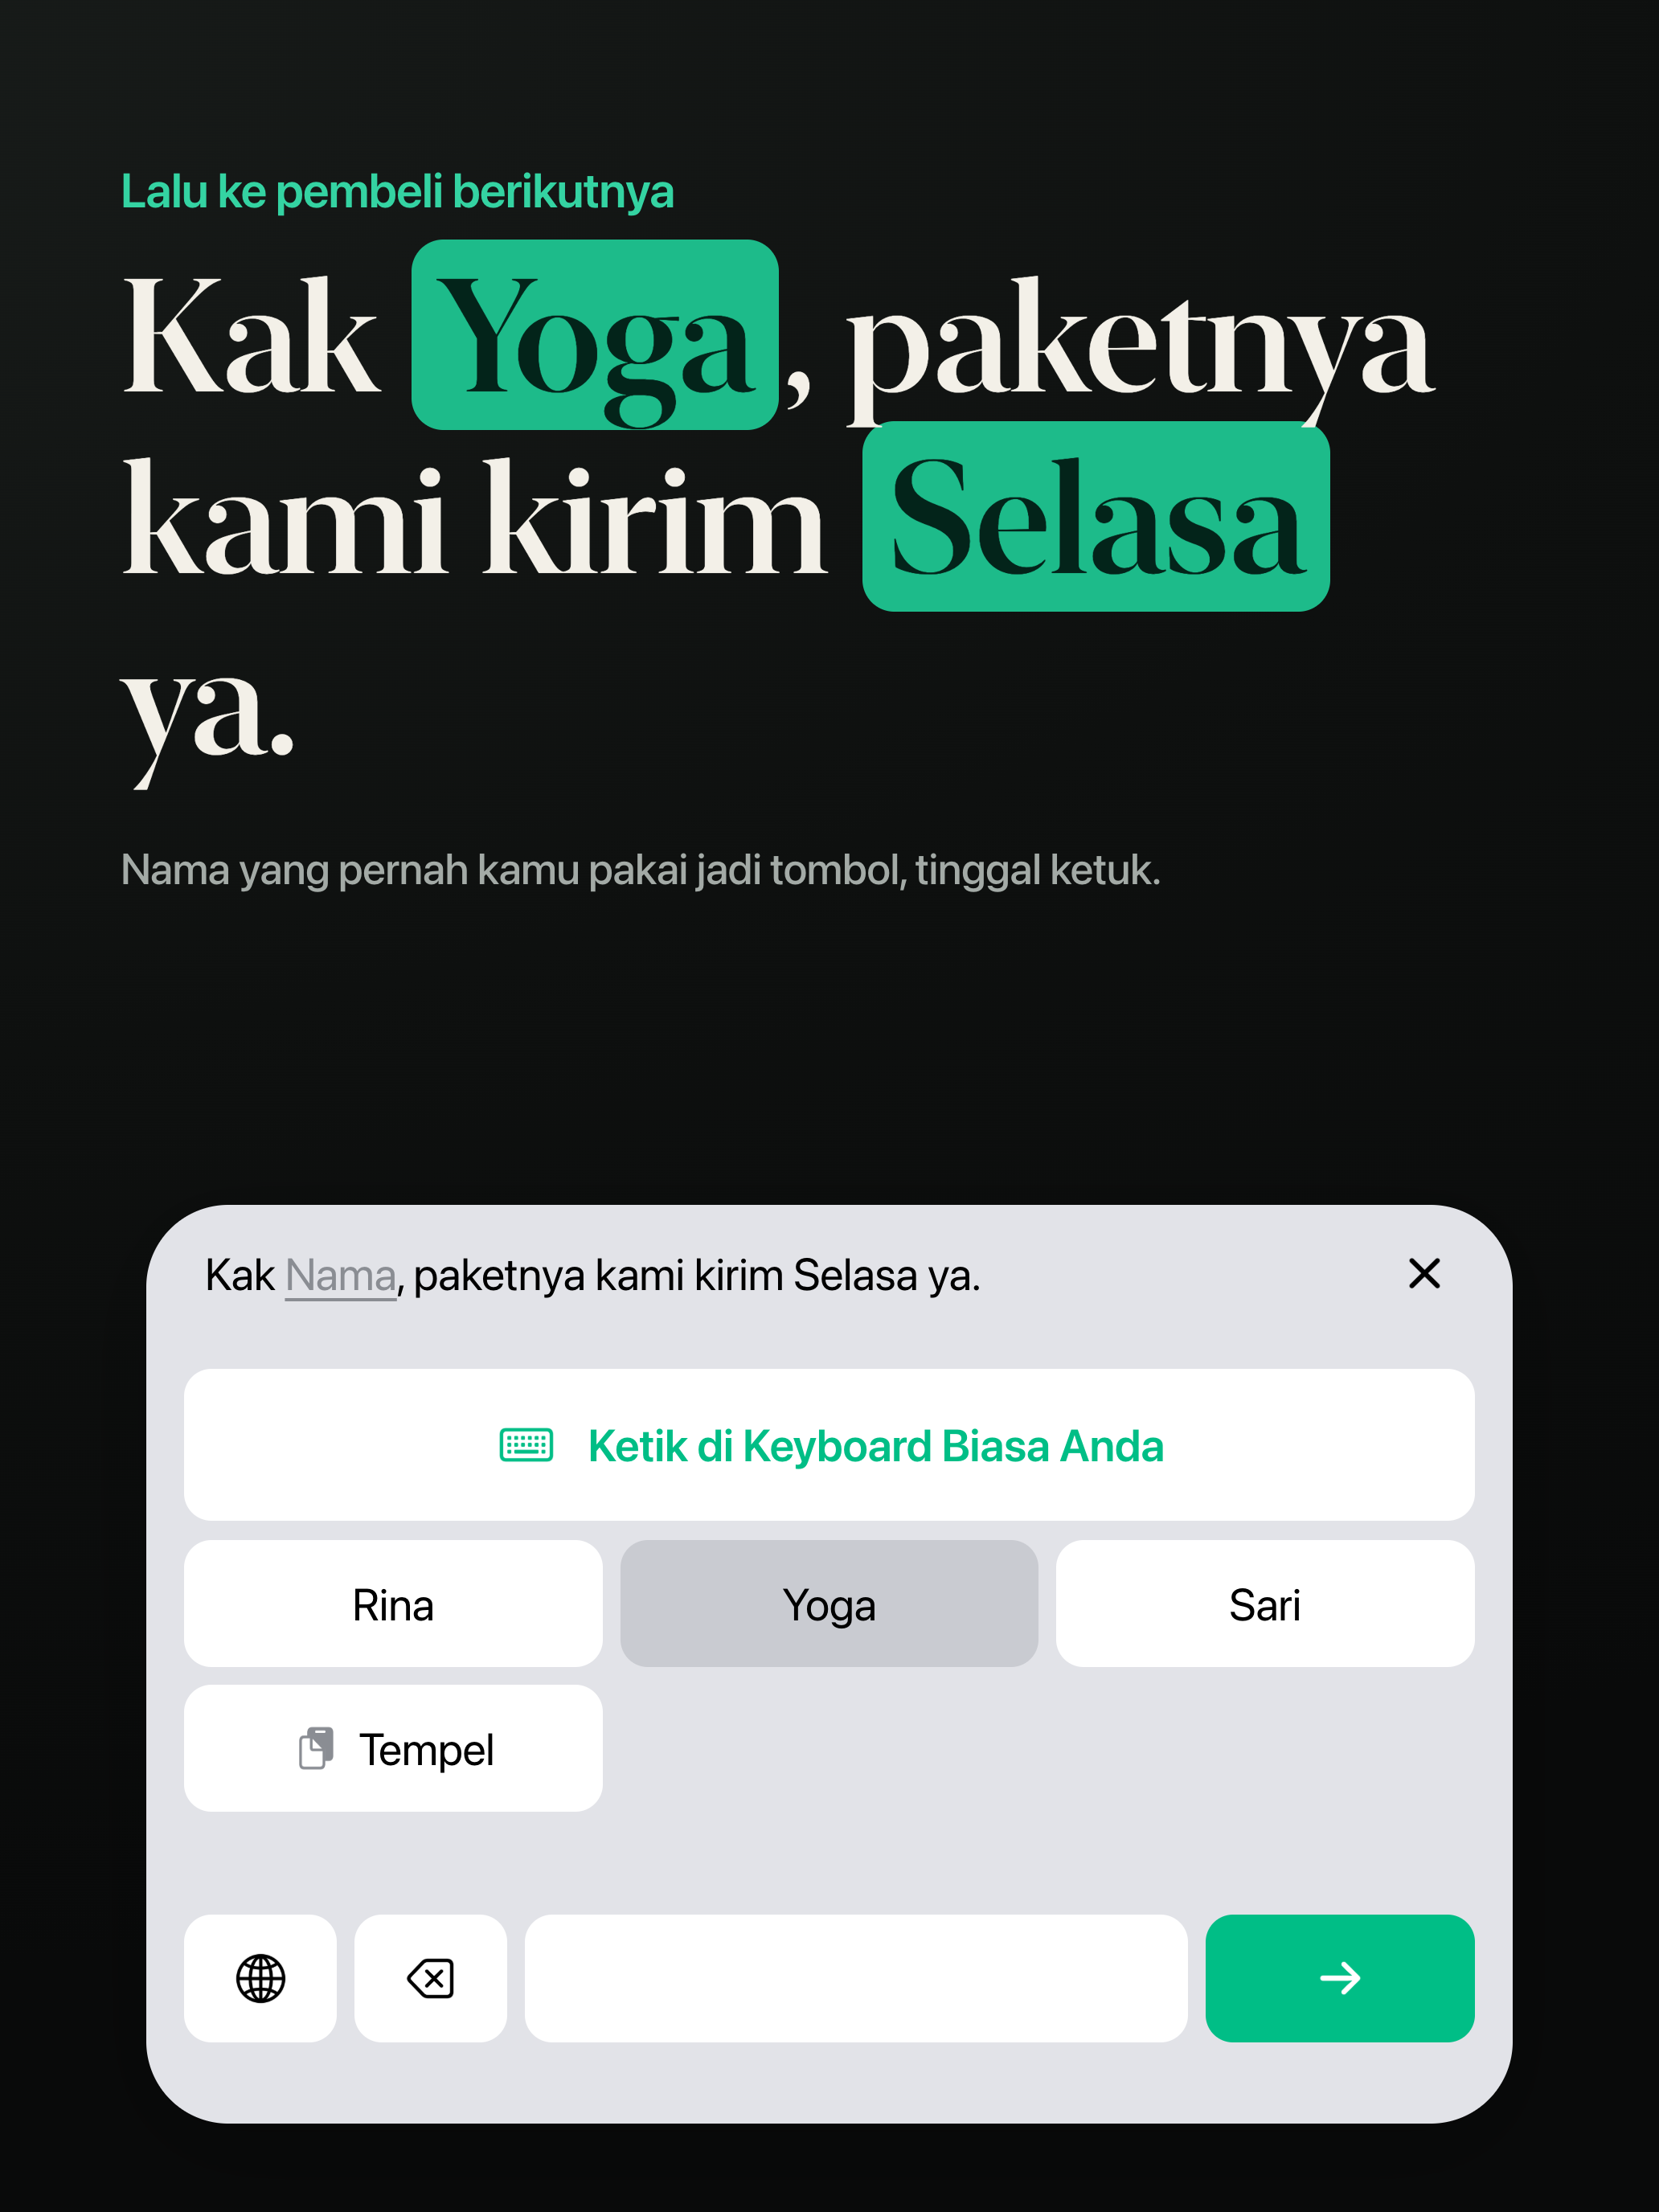 Lalu ke pembeli berikutnya
Kak Yoga, paketnya
kami kirim Selasa
ya.
Nama yang pernah kamu pakai jadi tombol, tinggal ketuk.
Kak Nama, paketnya kami kirim Selasa ya.
Ketik di Keyboard Biasa Anda
Rina
Yoga
Sari
Tempel